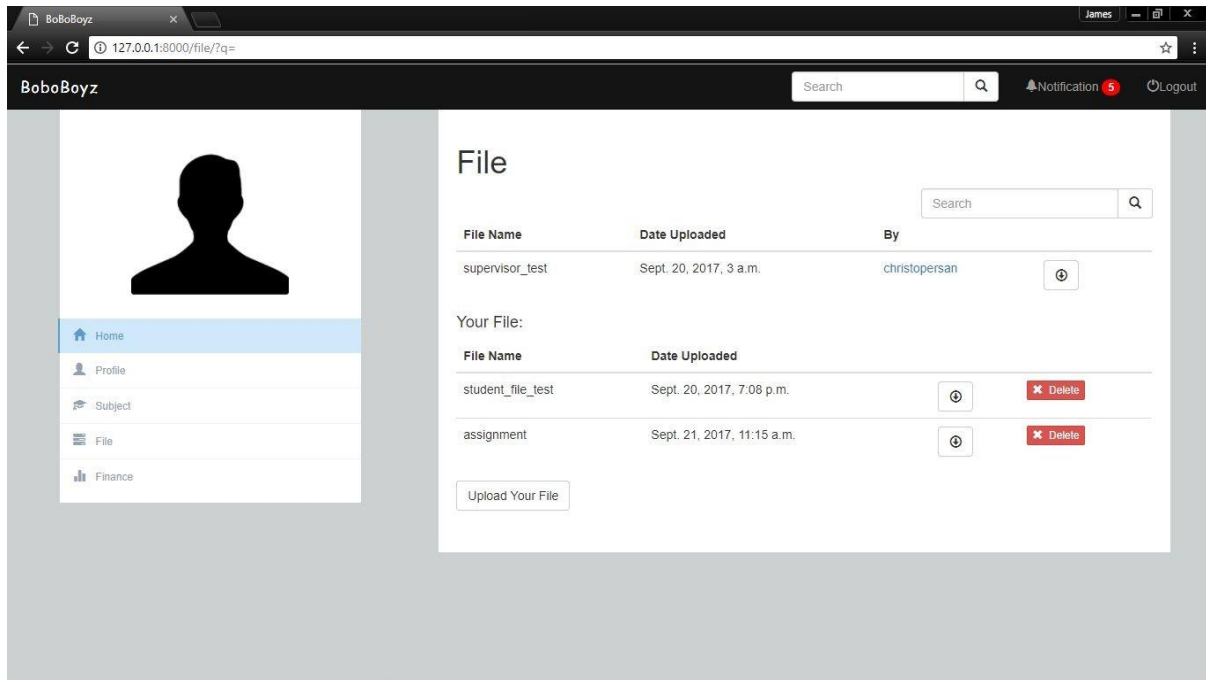 BoBoBoyz
James
127.0.0.1:8000/file/?q=
BoboBoyz
Search
Notification 5
Logout
Home
Profile
Subject
File
Finance
File
Search
File Name Date Uploaded By
supervisor_test Sept. 20, 2017, 3 a.m. christopersan
Your File:
File Name Date Uploaded
student_file_test Sept. 20, 2017, 7:08 p.m. Delete
assignment Sept. 21, 2017, 11:15 a.m. Delete
Upload Your File